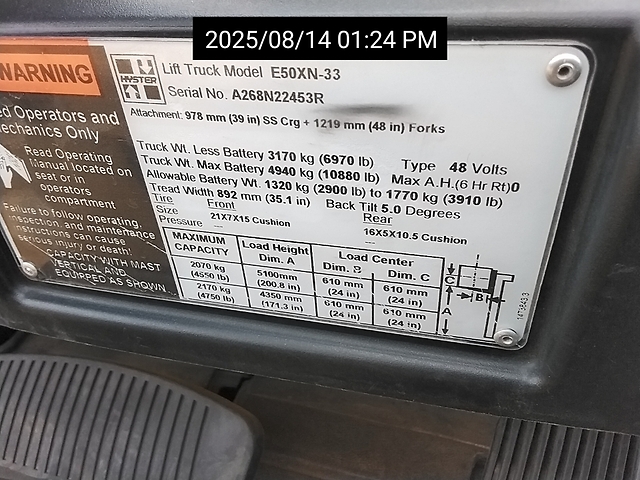 2025/08/14 01:24 PM
WARNING
ed Operators and
echanics Only
Read Operating
Manual located on
seat or in
operators
compartment
Failure to follow operating,
inspection, and maintenance
instructions can cause
serious injury or death!
CAPACITY WITH MAST
VERTICAL AND
EQUIPPED AS SHOWN
HYSTER
Lift Truck Model E50XN-33
Serial No. A268N22453R
Attachment: 978 mm (39 in) SS Crg + 1219 mm (48 in) Forks
Truck Wt. Less Battery 3170 kg (6970 lb) Type 48 Volts
Truck Wt. Max Battery 4940 kg (10880 lb) Max A.H.(6 Hr Rt)0
Allowable Battery Wt. 1320 kg (2900 lb) to 1770 kg (3910 lb)
Tread Width 892 mm (35.1 in) Back Tilt 5.0 Degrees
Tire Front Rear
Size 21X7X15 Cushion 16X5X10.5 Cushion
Pressure --- ---
MAXIMUM CAPACITY Load Height Dim. A Load Center Dim. B Dim. C
2070 kg (4550 lb) 5100mm (200.8 in) 610 mm (24 in) 610 mm (24 in)
2170 kg (4750 lb) 4350 mm (171.3 in) 610 mm (24 in) 610 mm (24 in)
C
B
A